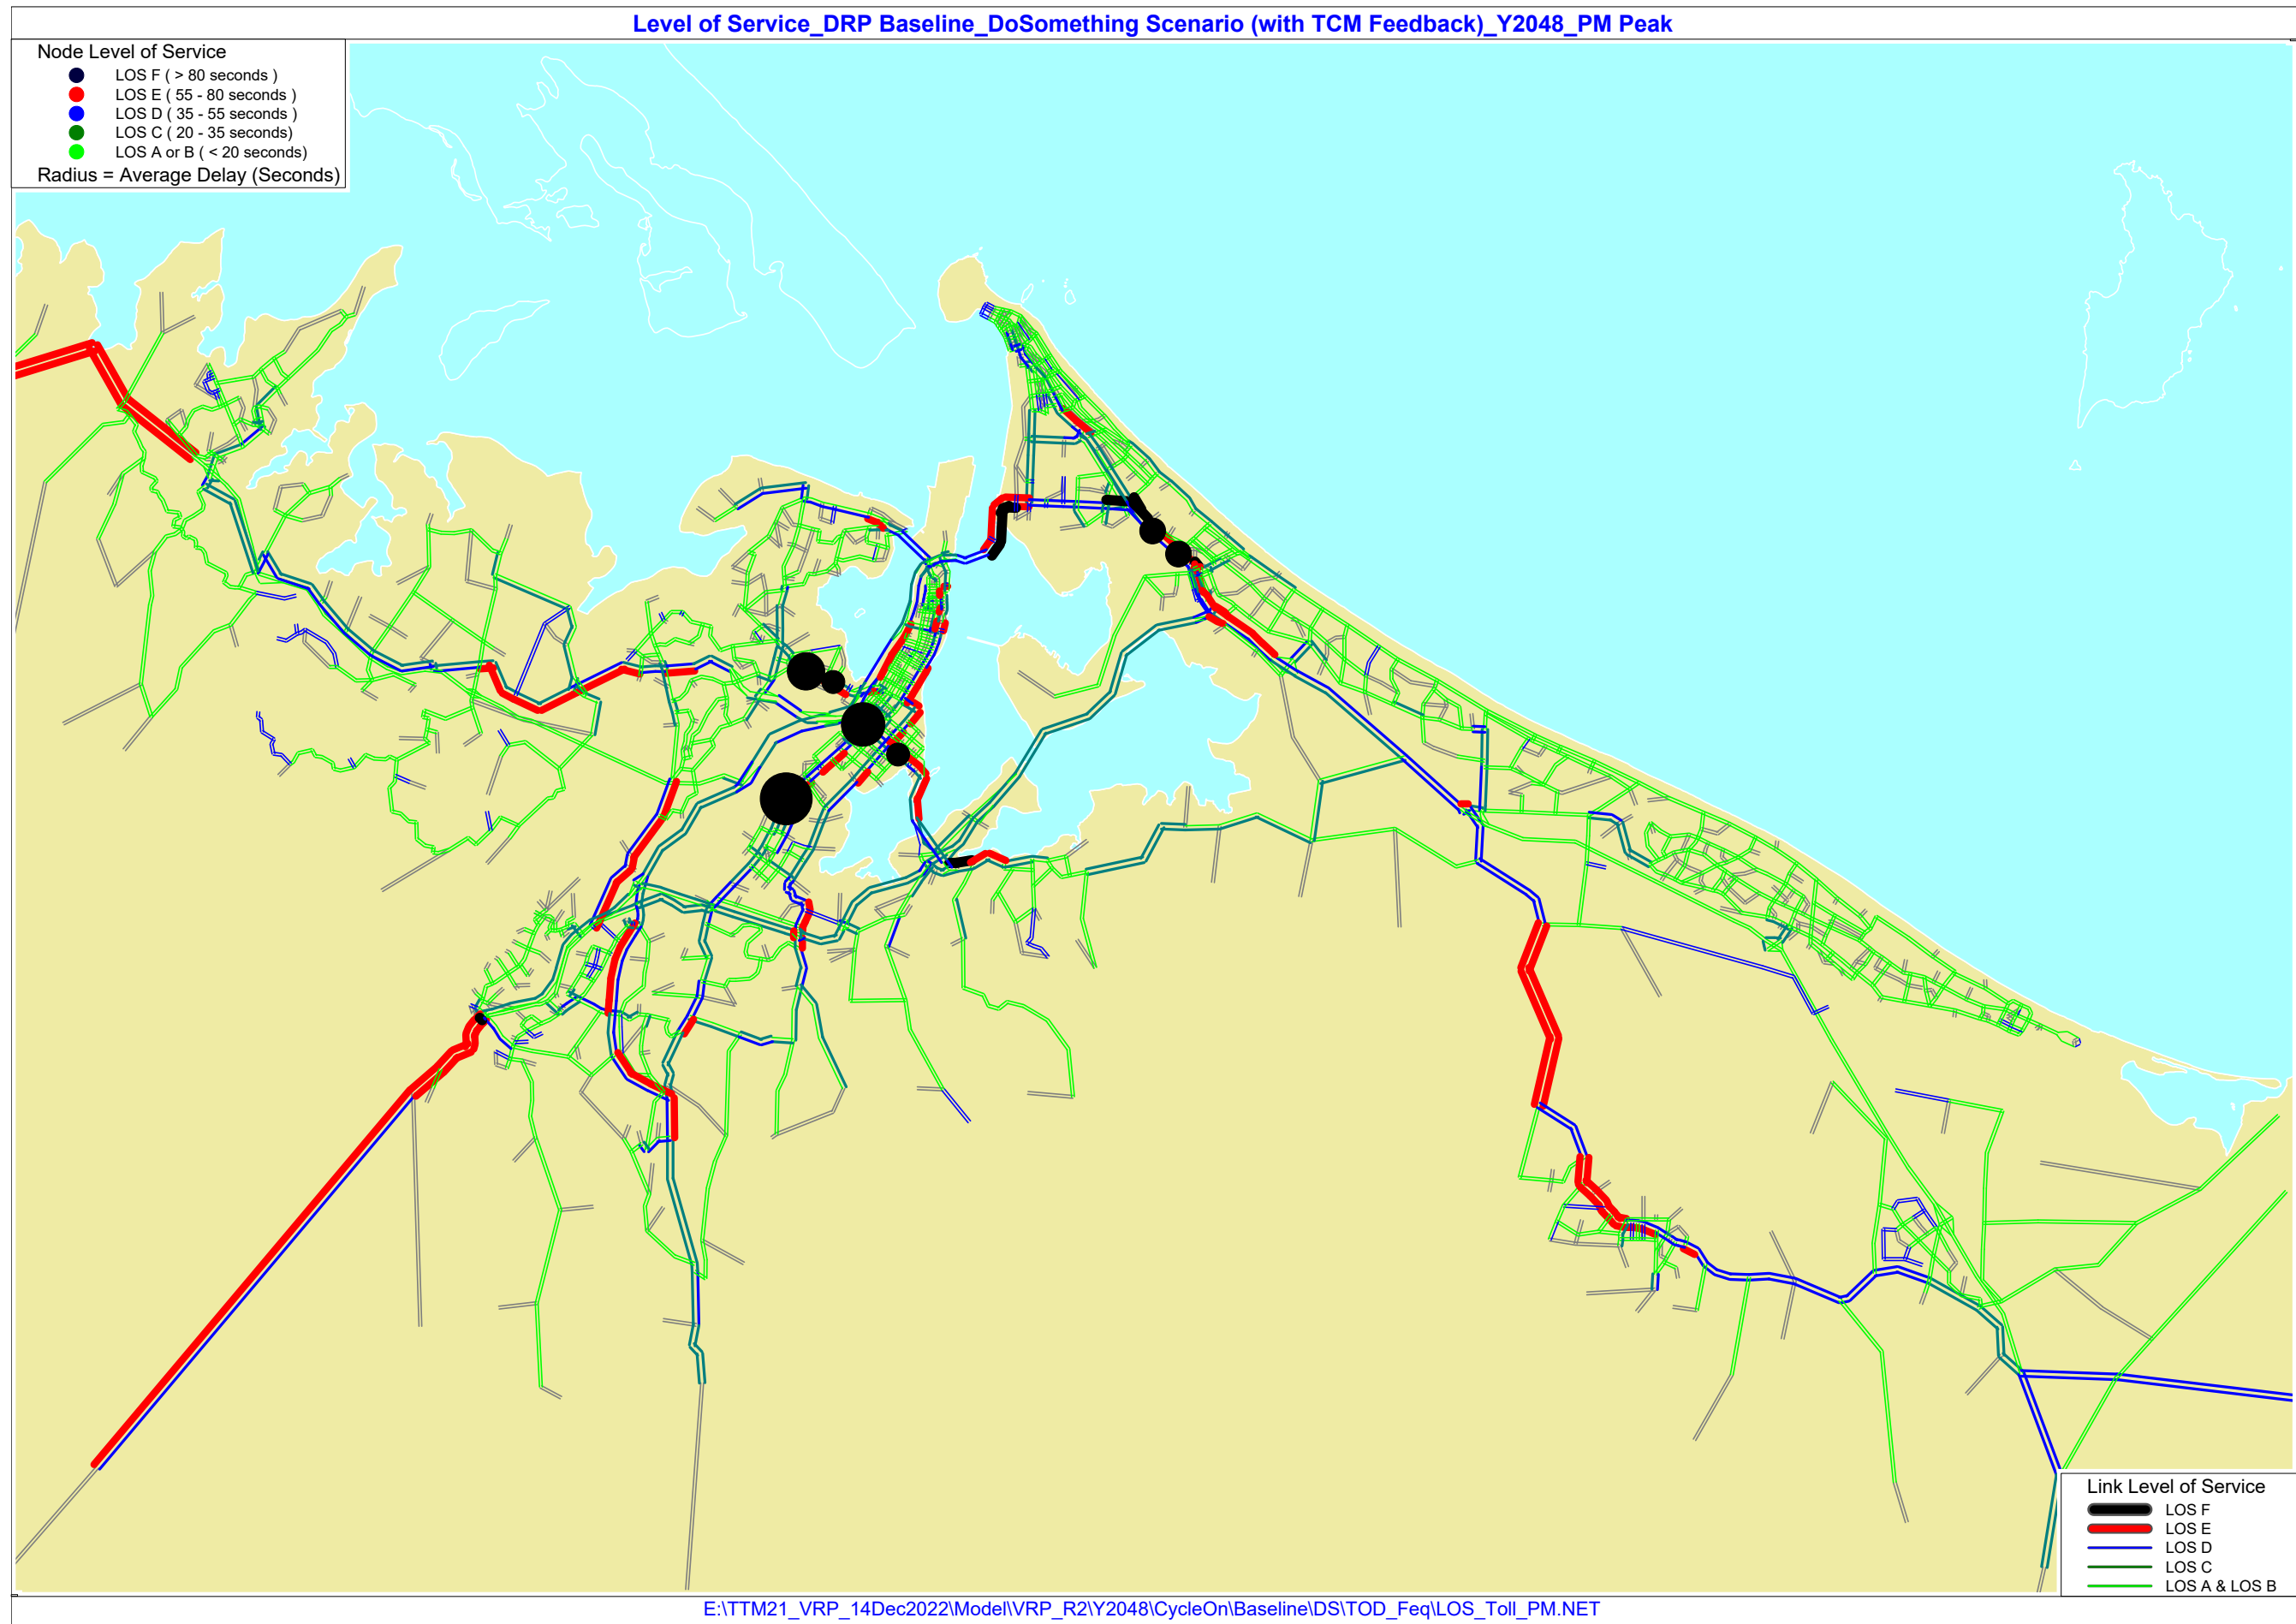 Level of Service_DRP Baseline_DoSomething Scenario (with TCM Feedback)_Y2048_PM Peak
Node Level of Service
LOS F ( > 80 seconds )
LOS E ( 55 - 80 seconds )
LOS D ( 35 - 55 seconds )
LOS C ( 20 - 35 seconds)
LOS A or B ( < 20 seconds)
Radius = Average Delay (Seconds)
Link Level of Service
LOS F
LOS E
LOS D
LOS C
LOS A & LOS B
E:\TTM21_VRP_14Dec2022\Model\VRP_R2\Y2048\CycleOn\Baseline\DS\TOD_Feq\LOS_Toll_PM.NET